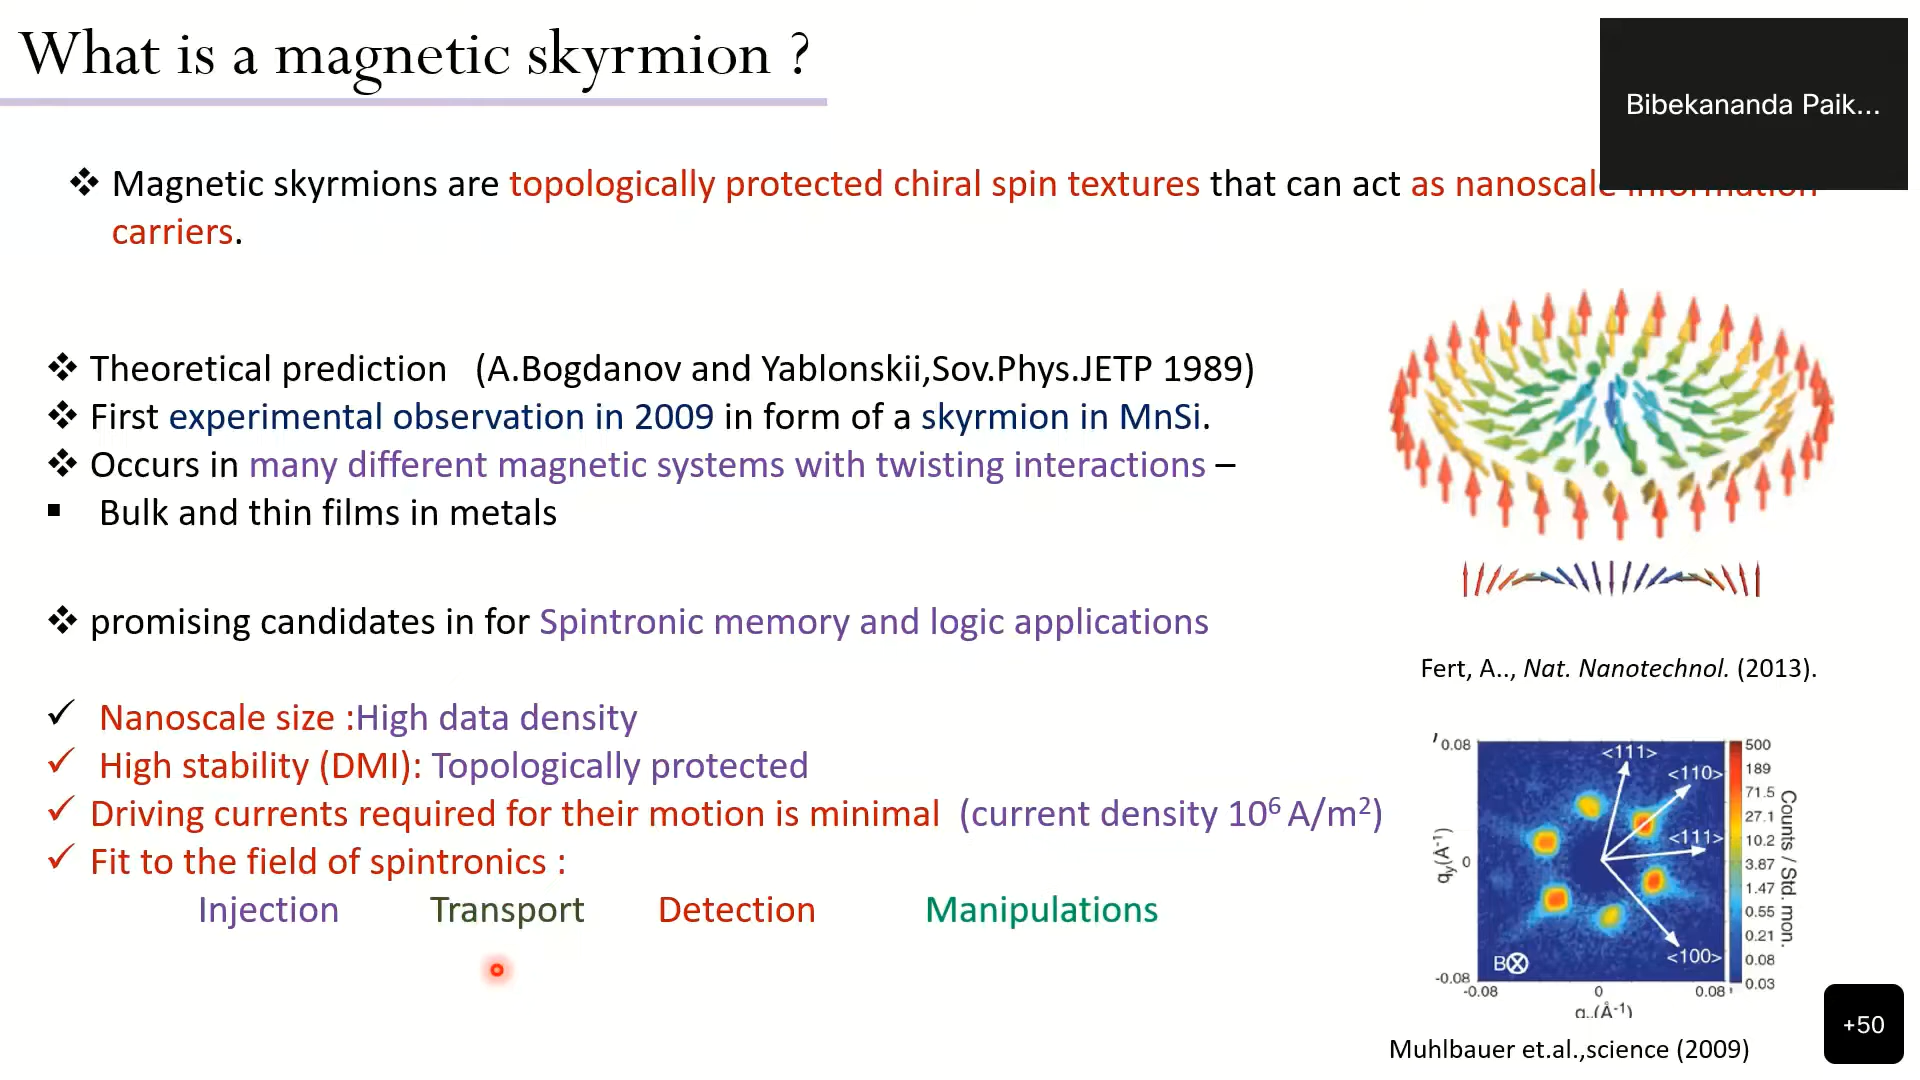 What is a magnetic skyrmion ?
Bibekananda Paik...
❖ Magnetic skyrmions are topologically protected chiral spin textures that can act as nanoscale information
carriers.
❖ Theoretical prediction (A.Bogdanov and Yablonskii,Sov.Phys.JETP 1989)
❖ First experimental observation in 2009 in form of a skyrmion in MnSi.
❖ Occurs in many different magnetic systems with twisting interactions –
▪ Bulk and thin films in metals
❖ promising candidates in for Spintronic memory and logic applications
Fert, A.., Nat. Nanotechnol. (2013).
✓ Nanoscale size :High data density
✓ High stability (DMI): Topologically protected
✓ Driving currents required for their motion is minimal (current density 10⁶ A/m²)
✓ Fit to the field of spintronics :
Injection Transport Detection Manipulations
0.08
<111>
<110>
<111>
<100>
B
qy(Å⁻¹)
0
-0.08
-0.08 0 0.08
500
189
71.5
27.1
10.2
3.87
1.47
0.55
0.21
0.08
0.03
Counts / Std. mon.
+50
Muhlbauer et.al.,science (2009)